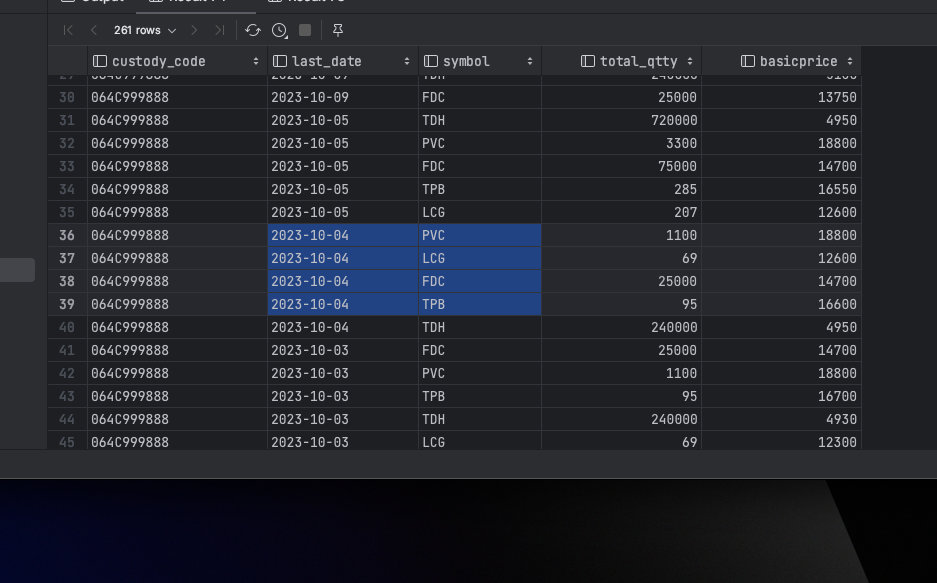 261 rows
custody_code last_date symbol total_qtty basicprice
30 064C999888 2023-10-09 FDC 25000 13750
31 064C999888 2023-10-05 TDH 720000 4950
32 064C999888 2023-10-05 PVC 3300 18800
33 064C999888 2023-10-05 FDC 75000 14700
34 064C999888 2023-10-05 TPB 285 16550
35 064C999888 2023-10-05 LCG 207 12600
36 064C999888 2023-10-04 PVC 1100 18800
37 064C999888 2023-10-04 LCG 69 12600
38 064C999888 2023-10-04 FDC 25000 14700
39 064C999888 2023-10-04 TPB 95 16600
40 064C999888 2023-10-04 TDH 240000 4950
41 064C999888 2023-10-03 FDC 25000 14700
42 064C999888 2023-10-03 PVC 1100 18800
43 064C999888 2023-10-03 TPB 95 16700
44 064C999888 2023-10-03 TDH 240000 4930
45 064C999888 2023-10-03 LCG 69 12300